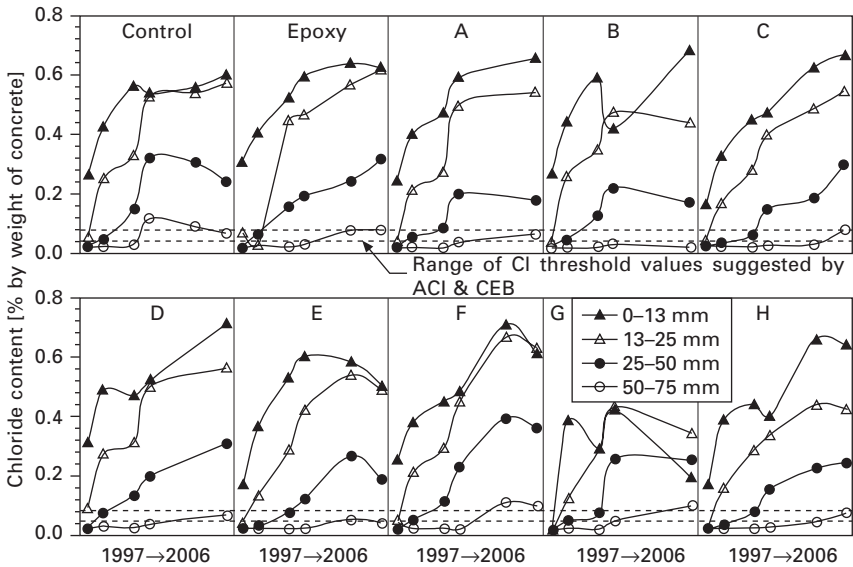 Chloride content [% by weight of concrete]
0.8
0.6
0.4
0.2
0.0
Control
Epoxy
A
B
C
Range of Cl threshold values suggested by
ACI & CEB
0.8
0.6
0.4
0.2
0.0
D
E
F
G
H
0–13 mm
13–25 mm
25–50 mm
50–75 mm
1997→2006
1997→2006
1997→2006
1997→2006
1997→2006